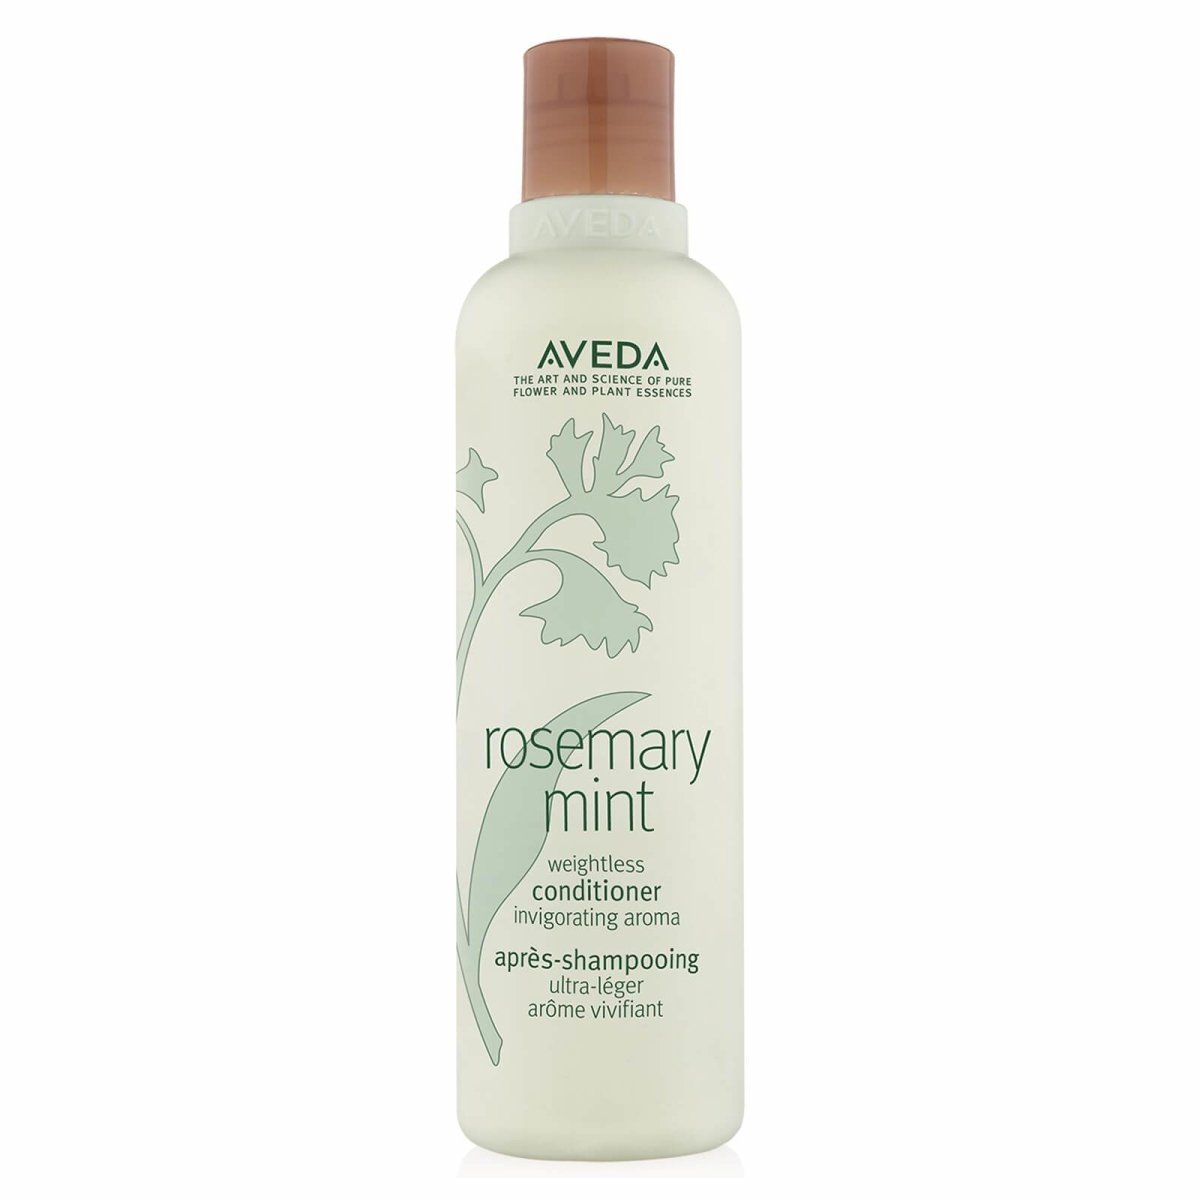 AVEDA
AVEDA
THE ART AND SCIENCE OF PURE
FLOWER AND PLANT ESSENCES
rosemary
mint
weightless
conditioner
invigorating aroma
après-shampooing
ultra-léger
arôme vivifiant